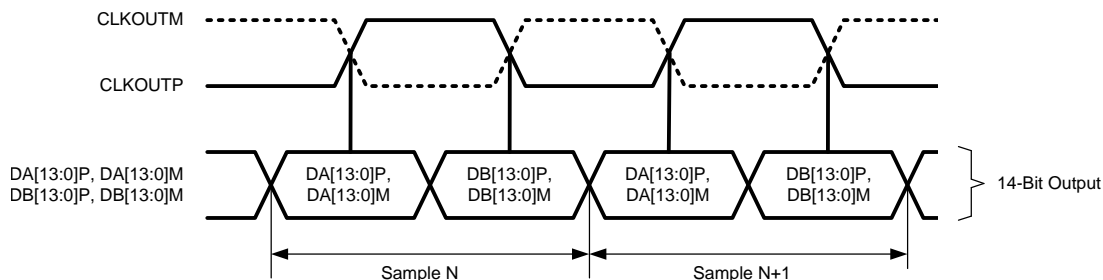 CLKOUTM
CLKOUTP
DA[13:0]P, DA[13:0]M
DB[13:0]P, DB[13:0]M
DA[13:0]P,
DA[13:0]M
DB[13:0]P,
DB[13:0]M
DA[13:0]P,
DA[13:0]M
DB[13:0]P,
DB[13:0]M
14-Bit Output
Sample N
Sample N+1